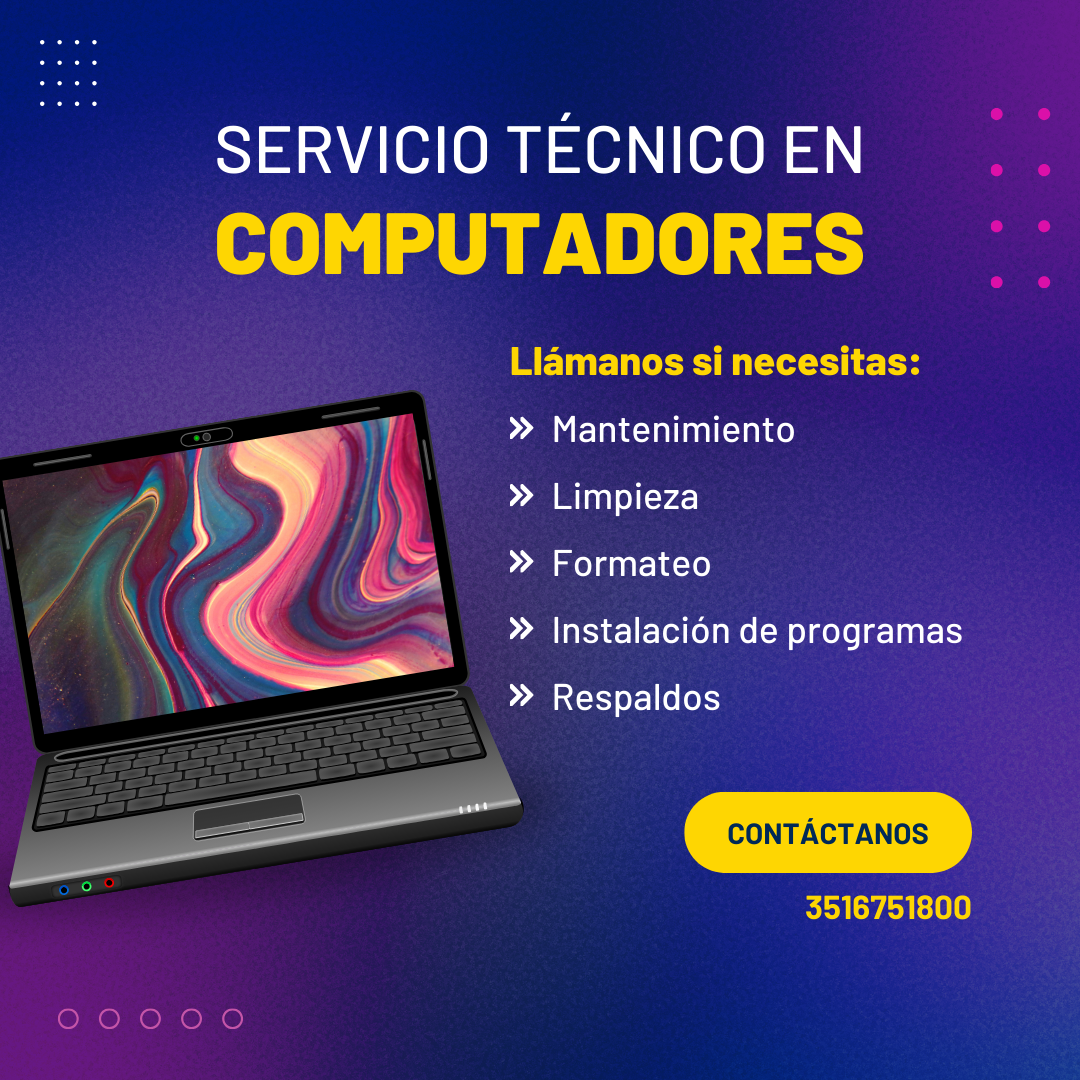 SERVICIO TÉCNICO EN
COMPUTADORES
Llámanos si necesitas:
Mantenimiento
Limpieza
Formateo
Instalación de programas
Respaldos
CONTÁCTANOS
3516751800